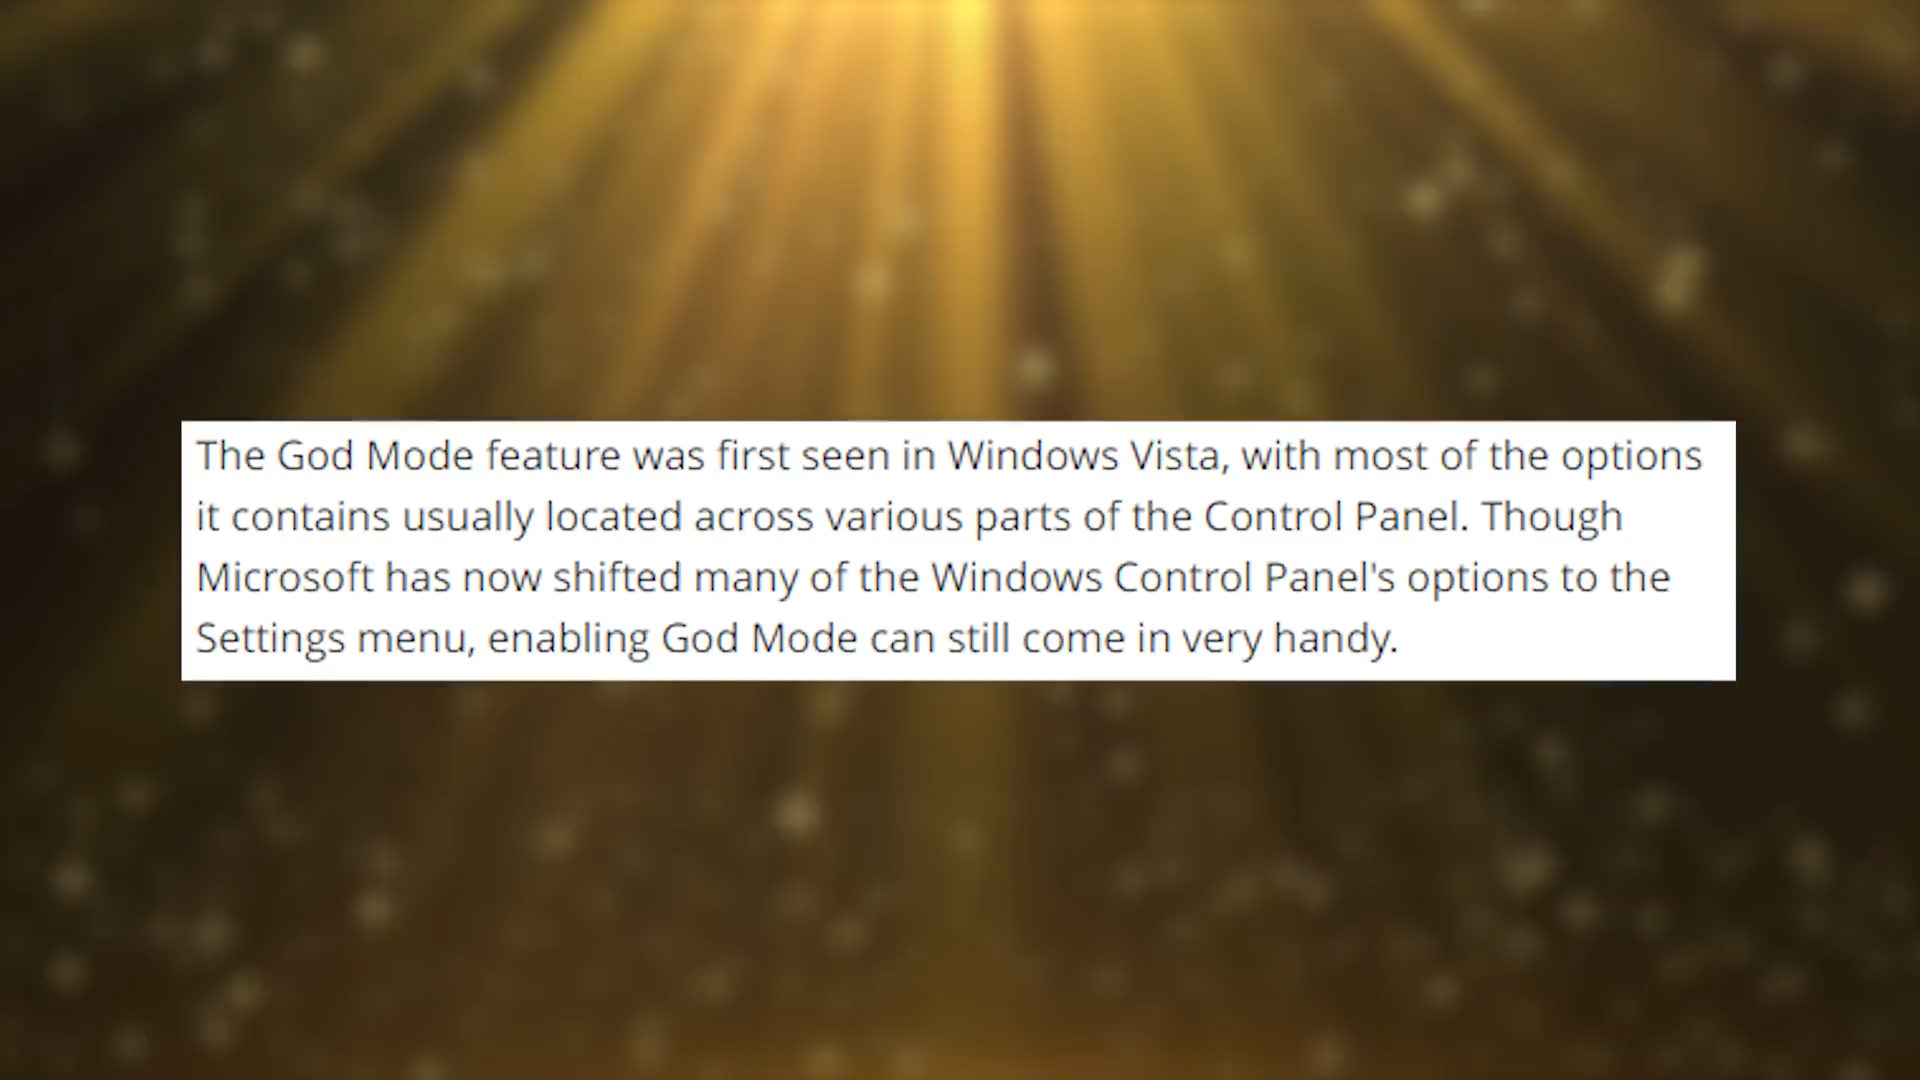 The God Mode feature was first seen in Windows Vista, with most of the options
it contains usually located across various parts of the Control Panel. Though
Microsoft has now shifted many of the Windows Control Panel's options to the
Settings menu, enabling God Mode can still come in very handy.